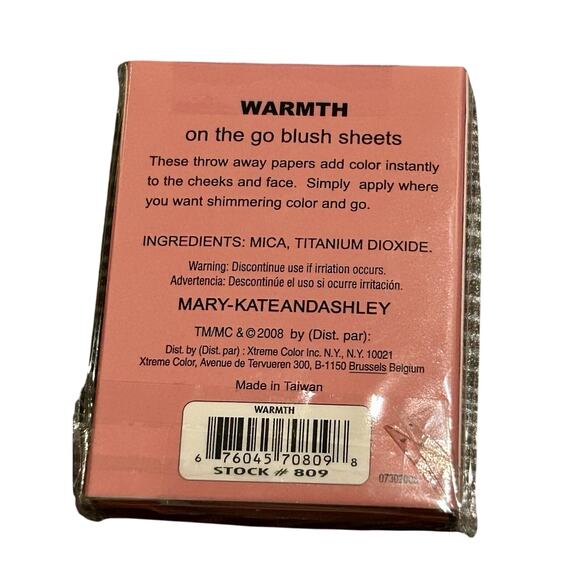 WARMTH
on the go blush sheets
These throw away papers add color instantly
to the cheeks and face. Simply apply where
you want shimmering color and go.
INGREDIENTS: MICA, TITANIUM DIOXIDE.
Warning: Discontinue use if irriation occurs.
Advertencia: Descontinúe el uso si ocurre irritación.
MARY-KATEANDASHLEY
TM/MC & © 2008 by (Dist. par):
Dist. by (Dist. par) : Xtreme Color Inc. N.Y., N.Y. 10021
Xtreme Color, Avenue de Tervueren 300, B-1150 Brussels Belgium
Made in Taiwan
WARMTH
6 76045 70809 8
STOCK # 809